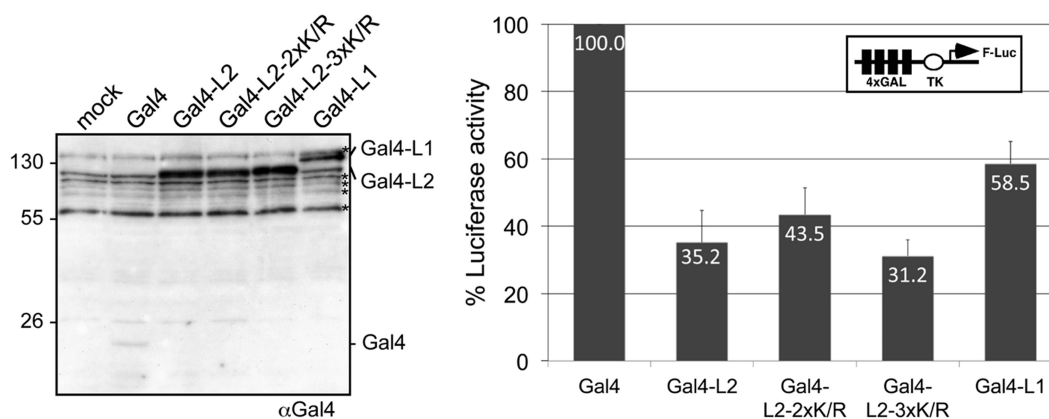 mock
Gal4
Gal4-L2
Gal4-L2-2xK/R
Gal4-L2-3xK/R
Gal4-L1
130
55
26
*
*
*
*
*
Gal4-L1
Gal4-L2
Gal4
αGal4
% Luciferase activity
100
80
60
40
20
0
100.0
35.2
43.5
31.2
58.5
F-Luc
4xGAL TK
Gal4
Gal4-L2
Gal4-
L2-2xK/R
Gal4-
L2-3xK/R
Gal4-L1